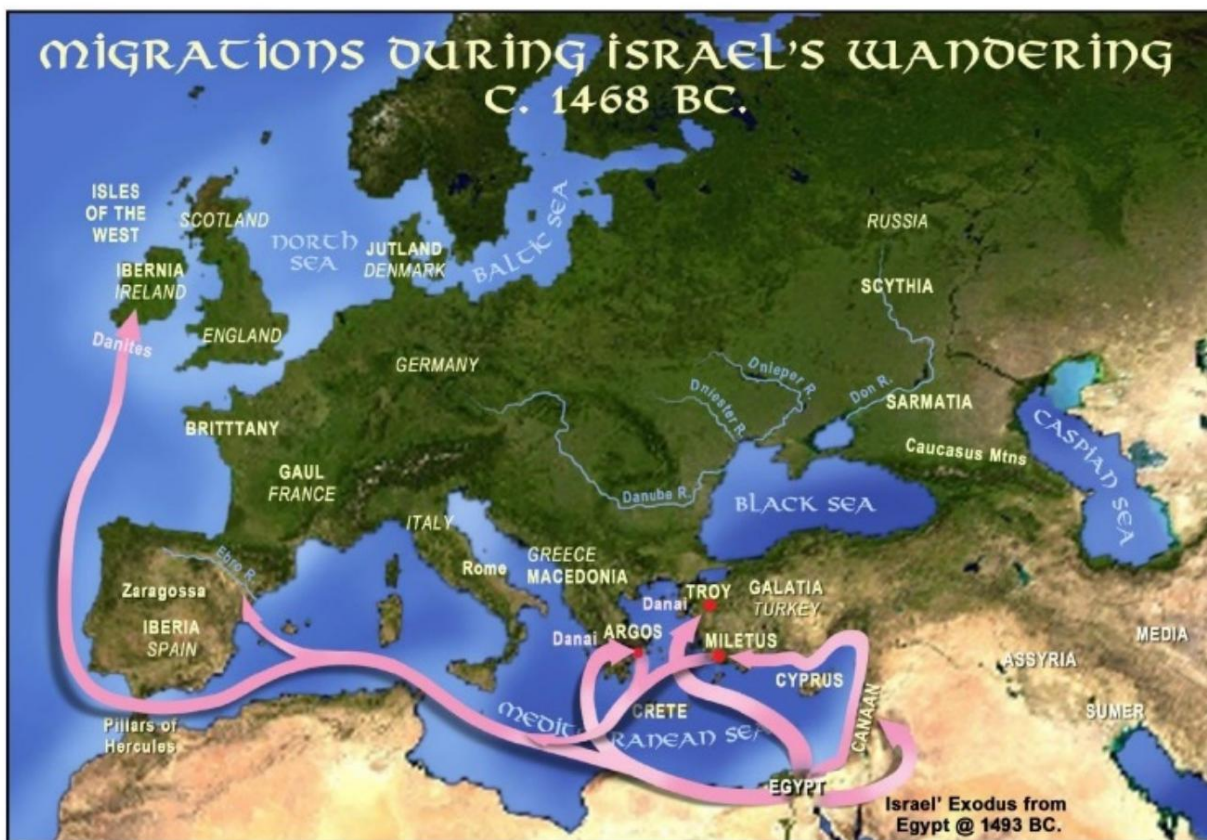 MIGRATIONS DURING ISRAEL'S WANDERING
C. 1468 BC.
ISLES
OF THE
WEST
SCOTLAND
NORTH
SEA
JUTLAND
DENMARK
BALTIC SEA
RUSSIA
IBERNIA
IRELAND
SCYTHIA
Danites
ENGLAND
GERMANY
Dnieper R.
Dniester R.
Don R.
SARMATIA
BRITTTANY
CASPIAN SEA
Caucasus Mtns
GAUL
FRANCE
Danube R.
BLACK SEA
ITALY
Ebro R.
Rome
GREECE
MACEDONIA
Zaragossa
Danai
TROY
GALATIA
TURKEY
IBERIA
SPAIN
Danai
ARGOS
MILETUS
MEDIA
ASSYRIA
CYPRUS
CRETE
CANAAN
SUMER
Pillars of
Hercules
MEDIT RANEAN SEA
EGYPT
Israel' Exodus from
Egypt @ 1493 BC.